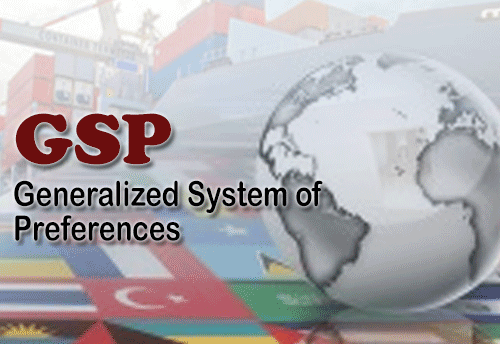 GSP
Generalized System of
Preferences